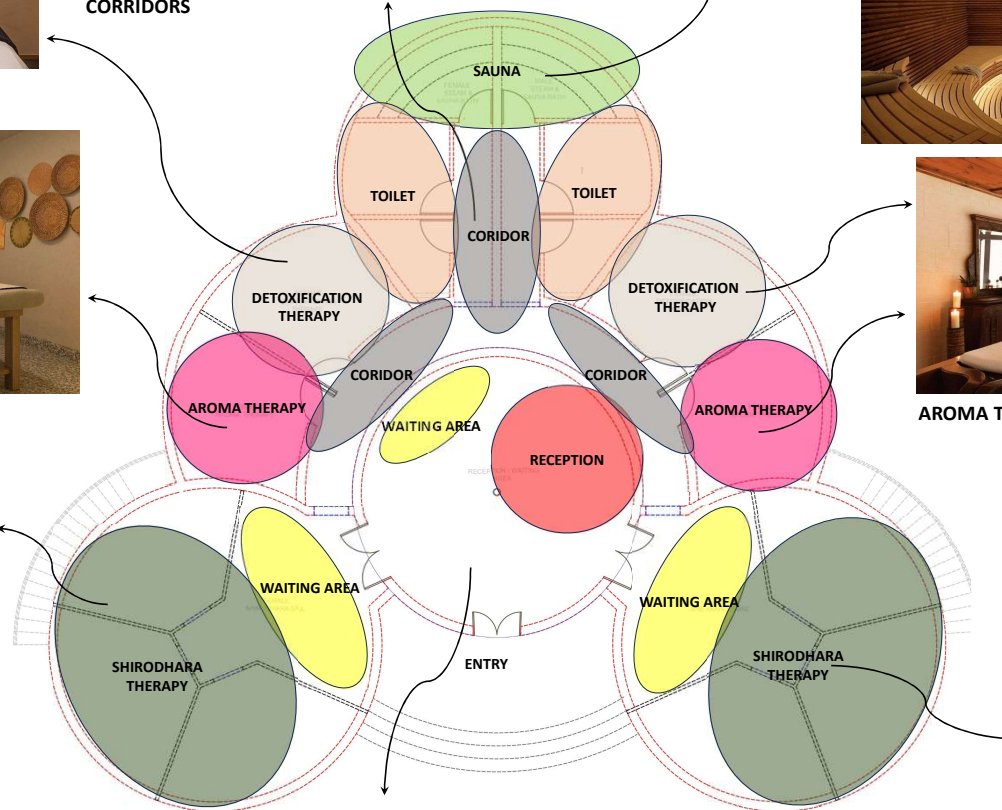 CORRIDORS
SAUNA
TOILET
TOILET
CORIDOR
DETOXIFICATION
THERAPY
DETOXIFICATION
THERAPY
CORIDOR
CORIDOR
AROMA THERAPY
WAITING AREA
AROMA THERAPY
AROMA T
RECEPTION
WAITING AREA
WAITING AREA
ENTRY
SHIRODHARA
THERAPY
SHIRODHARA
THERAPY